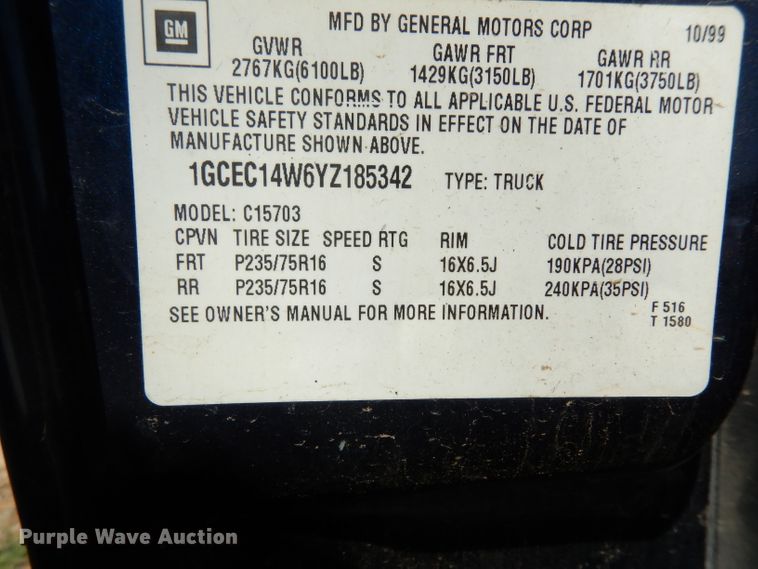 GM
MFD BY GENERAL MOTORS CORP 10/99
GVWR GAWR FRT GAWR RR
2767KG(6100LB) 1429KG(3150LB) 1701KG(3750LB)
THIS VEHICLE CONFORMS TO ALL APPLICABLE U.S. FEDERAL MOTOR
VEHICLE SAFETY STANDARDS IN EFFECT ON THE DATE OF
MANUFACTURE SHOWN ABOVE.
1GCEC14W6YZ185342 TYPE: TRUCK
MODEL: C15703
CPVN TIRE SIZE SPEED RTG RIM COLD TIRE PRESSURE
FRT P235/75R16 S 16X6.5J 190KPA(28PSI)
RR P235/75R16 S 16X6.5J 240KPA(35PSI)
SEE OWNER'S MANUAL FOR MORE INFORMATION. F 516
T 1580
Purple Wave Auction